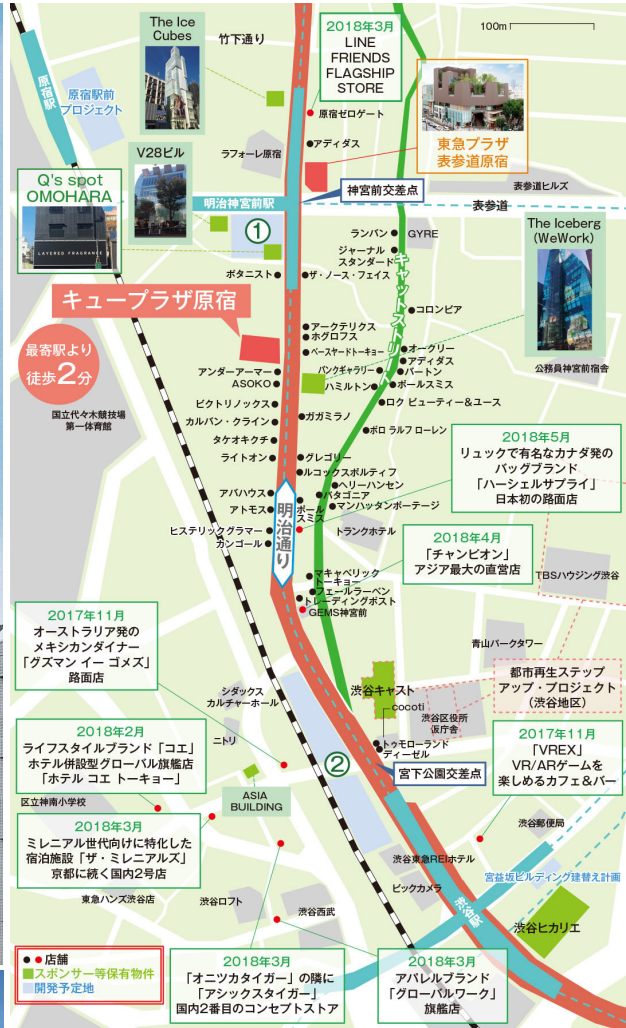 The Ice
Cubes
竹下通り
2018年3月
LINE
FRIENDS
FLAGSHIP
STORE
100m
原宿駅
原宿駅前
プロジェクト
原宿ゼロゲート
アディダス
ラフォーレ原宿
東急プラザ
表参道原宿
V28ビル
Q's spot
OMOHARA
LAYERED FRAGRANCE
明治神宮前駅
神宮前交差点
表参道ヒルズ
表参道
①
The Iceberg
(WeWork)
ランバン
GYRE
ジャーナル
スタンダード
キャットストリート
ボタニスト
ザ・ノース・フェイス
キュープラザ原宿
コロンビア
アークテリクス
ホグロフス
ベースヤードトーキョー
オークリー
アディダス
バンクギャラリー
バートン
最寄駅より
徒歩2分
アンダーアーマー
ASOKO
ハミルトン
ポールスミス
公務員神宮前宿舎
国立代々木競技場
第一体育館
ビクトリノックス
ロク ビューティー&ユース
カルバン・クライン
ガガミラノ
タケオキクチ
ポロ ラルフ ローレン
ライトオン
グレゴリー
ルコックスポルティフ
2018年5月
リュックで有名なカナダ発の
バッグブランド
「ハーシェルサプライ」
日本初の路面店
アバハウス
アトモス
ヘリーハンセン
パタゴニア
マンハッタンポーテージ
ポール
スミス
明治通り
ヒステリックグラマー
カンゴール
トランクホテル
2018年4月
「チャンピオン」
アジア最大の直営店
マキャベリック
トーキョー
フェールラーベン
トレーディングポスト
GEMS神宮前
TBSハウジング渋谷
2017年11月
オーストラリア発の
メキシカンダイナー
「グズマン イー ゴメズ」
路面店
青山パークタワー
都市再生ステップ
アップ・プロジェクト
(渋谷地区)
シダックス
カルチャーホール
渋谷キャスト
cocoti
渋谷区役所
仮庁舎
2018年2月
ライフスタイルブランド「コエ」
ホテル併設型グローバル旗艦店
「ホテル コエ トーキョー」
ニトリ
トゥモローランド
ディーゼル
②
宮下公園交差点
2017年11月
「VREX」
VR/ARゲームを
楽しめるカフェ&バー
ASIA
BUILDING
区立神南小学校
2018年3月
ミレニアル世代向けに特化した
宿泊施設「ザ・ミレニアルズ」
京都に続く国内2号店
渋谷郵便局
渋谷東急REIホテル
宮益坂ビルディング建替え計画
ビックカメラ
東急ハンズ渋谷店
渋谷ロフト
渋谷西武
渋谷駅
渋谷ヒカリエ
● ● 店舗
スポンサー等保有物件
開発予定地
2018年3月
「オニツカタイガー」の隣に
「アシックスタイガー」
国内2番目のコンセプトストア
2018年3月
アパレルブランド
「グローバルワーク」
旗艦店